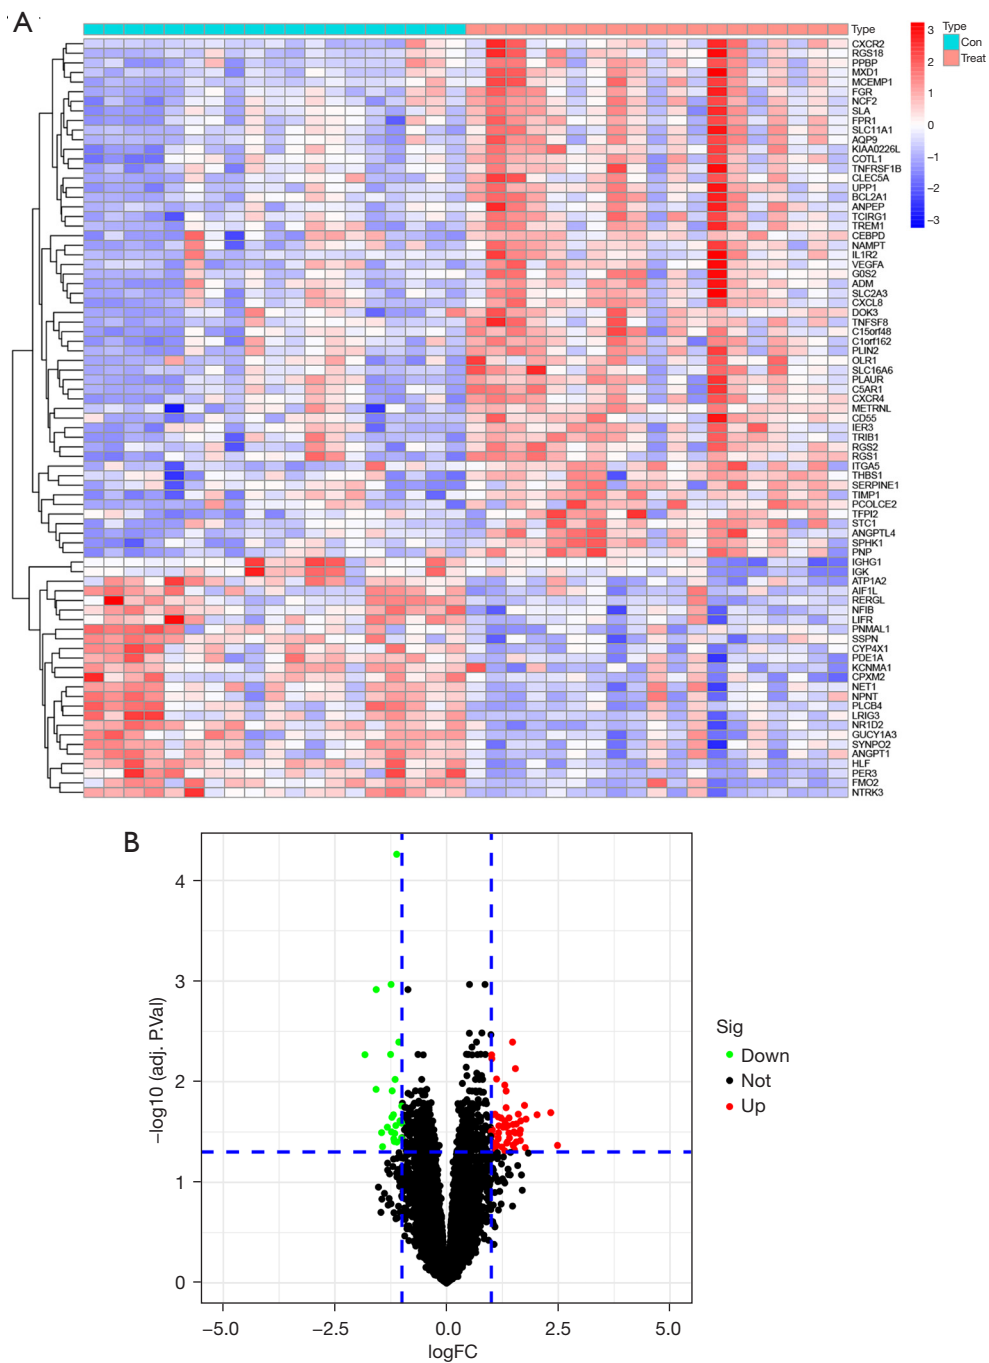 A
Type
CXCR2
RGS18
PPBP
MXD1
MCEMP1
FGR
NCF2
SLA
FPR1
SLC11A1
AQP9
KIAA0226L
COTL1
TNFRSF1B
CLEC5A
UPP1
BCL2A1
ANPEP
TCIRG1
TREM1
CEBPD
NAMPT
IL1R2
VEGFA
G0S2
ADM
SLC2A3
CXCL8
DOK3
TNFSF8
C15orf48
C1orf162
PLIN2
OLR1
SLC16A6
PLAUR
C5AR1
CXCR4
METRNL
CD55
IER3
TRIB1
RGS2
RGS1
ITGA5
THBS1
SERPINE1
TIMP1
PCOLCE2
TFPI2
STC1
ANGPTL4
SPHK1
PNP
IGHG1
IGK
ATP1A2
AIF1L
RERGL
NFIB
LIFR
PNMAL1
SSPN
CYP4X1
PDE1A
KCNMA1
CPXM2
NET1
NPNT
PLCB4
LRIG3
NR1D2
GUCY1A3
SYNPO2
ANGPT1
HLF
PER3
FMO2
NTRK3
3
2
1
0
−1
−2
−3
Type
Con
Treat
B
4
3
2
1
0
−log10 (adj. P.Val)
−5.0 −2.5 0.0 2.5 5.0
logFC
Sig
Down
Not
Up